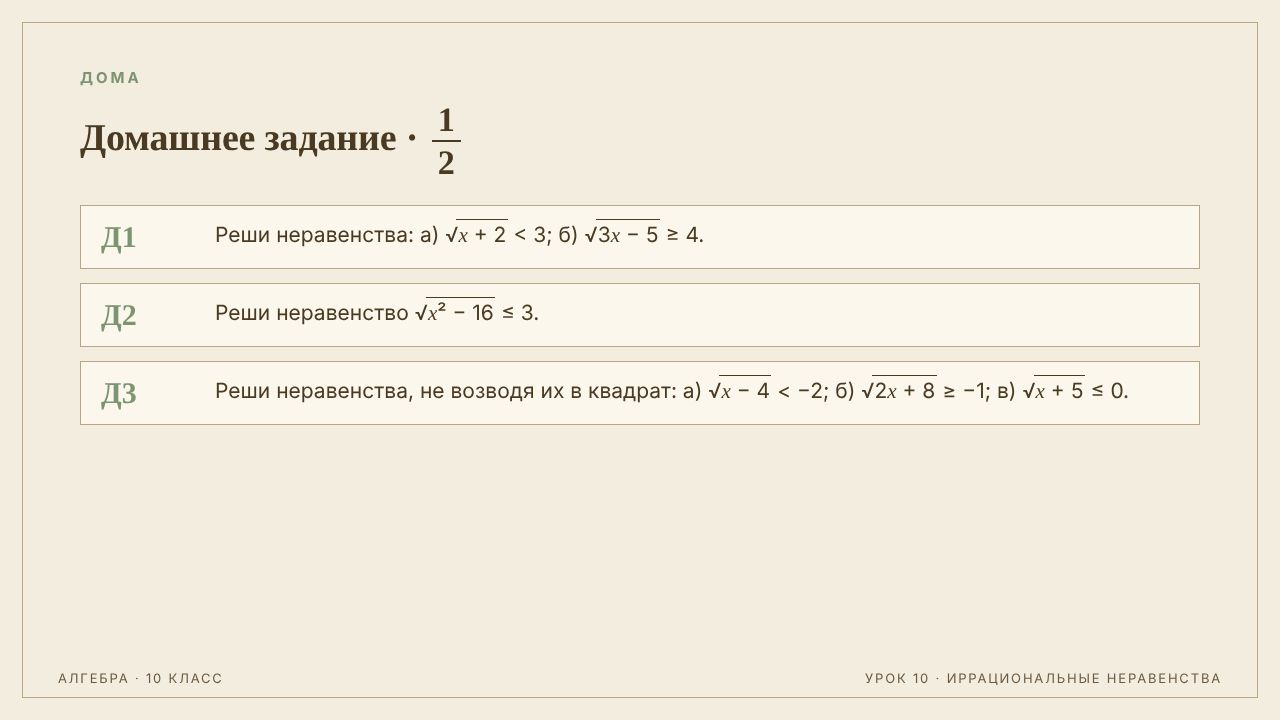 ДОМА
Домашнее задание · 1/2
Д1 Реши неравенства: а) √x + 2 < 3; б) √3x − 5 ≥ 4.
Д2 Реши неравенство √x² − 16 ≤ 3.
Д3 Реши неравенства, не возводя их в квадрат: а) √x − 4 < −2; б) √2x + 8 ≥ −1; в) √x + 5 ≤ 0.
АЛГЕБРА · 10 КЛАСС
УРОК 10 · ИРРАЦИОНАЛЬНЫЕ НЕРАВЕНСТВА